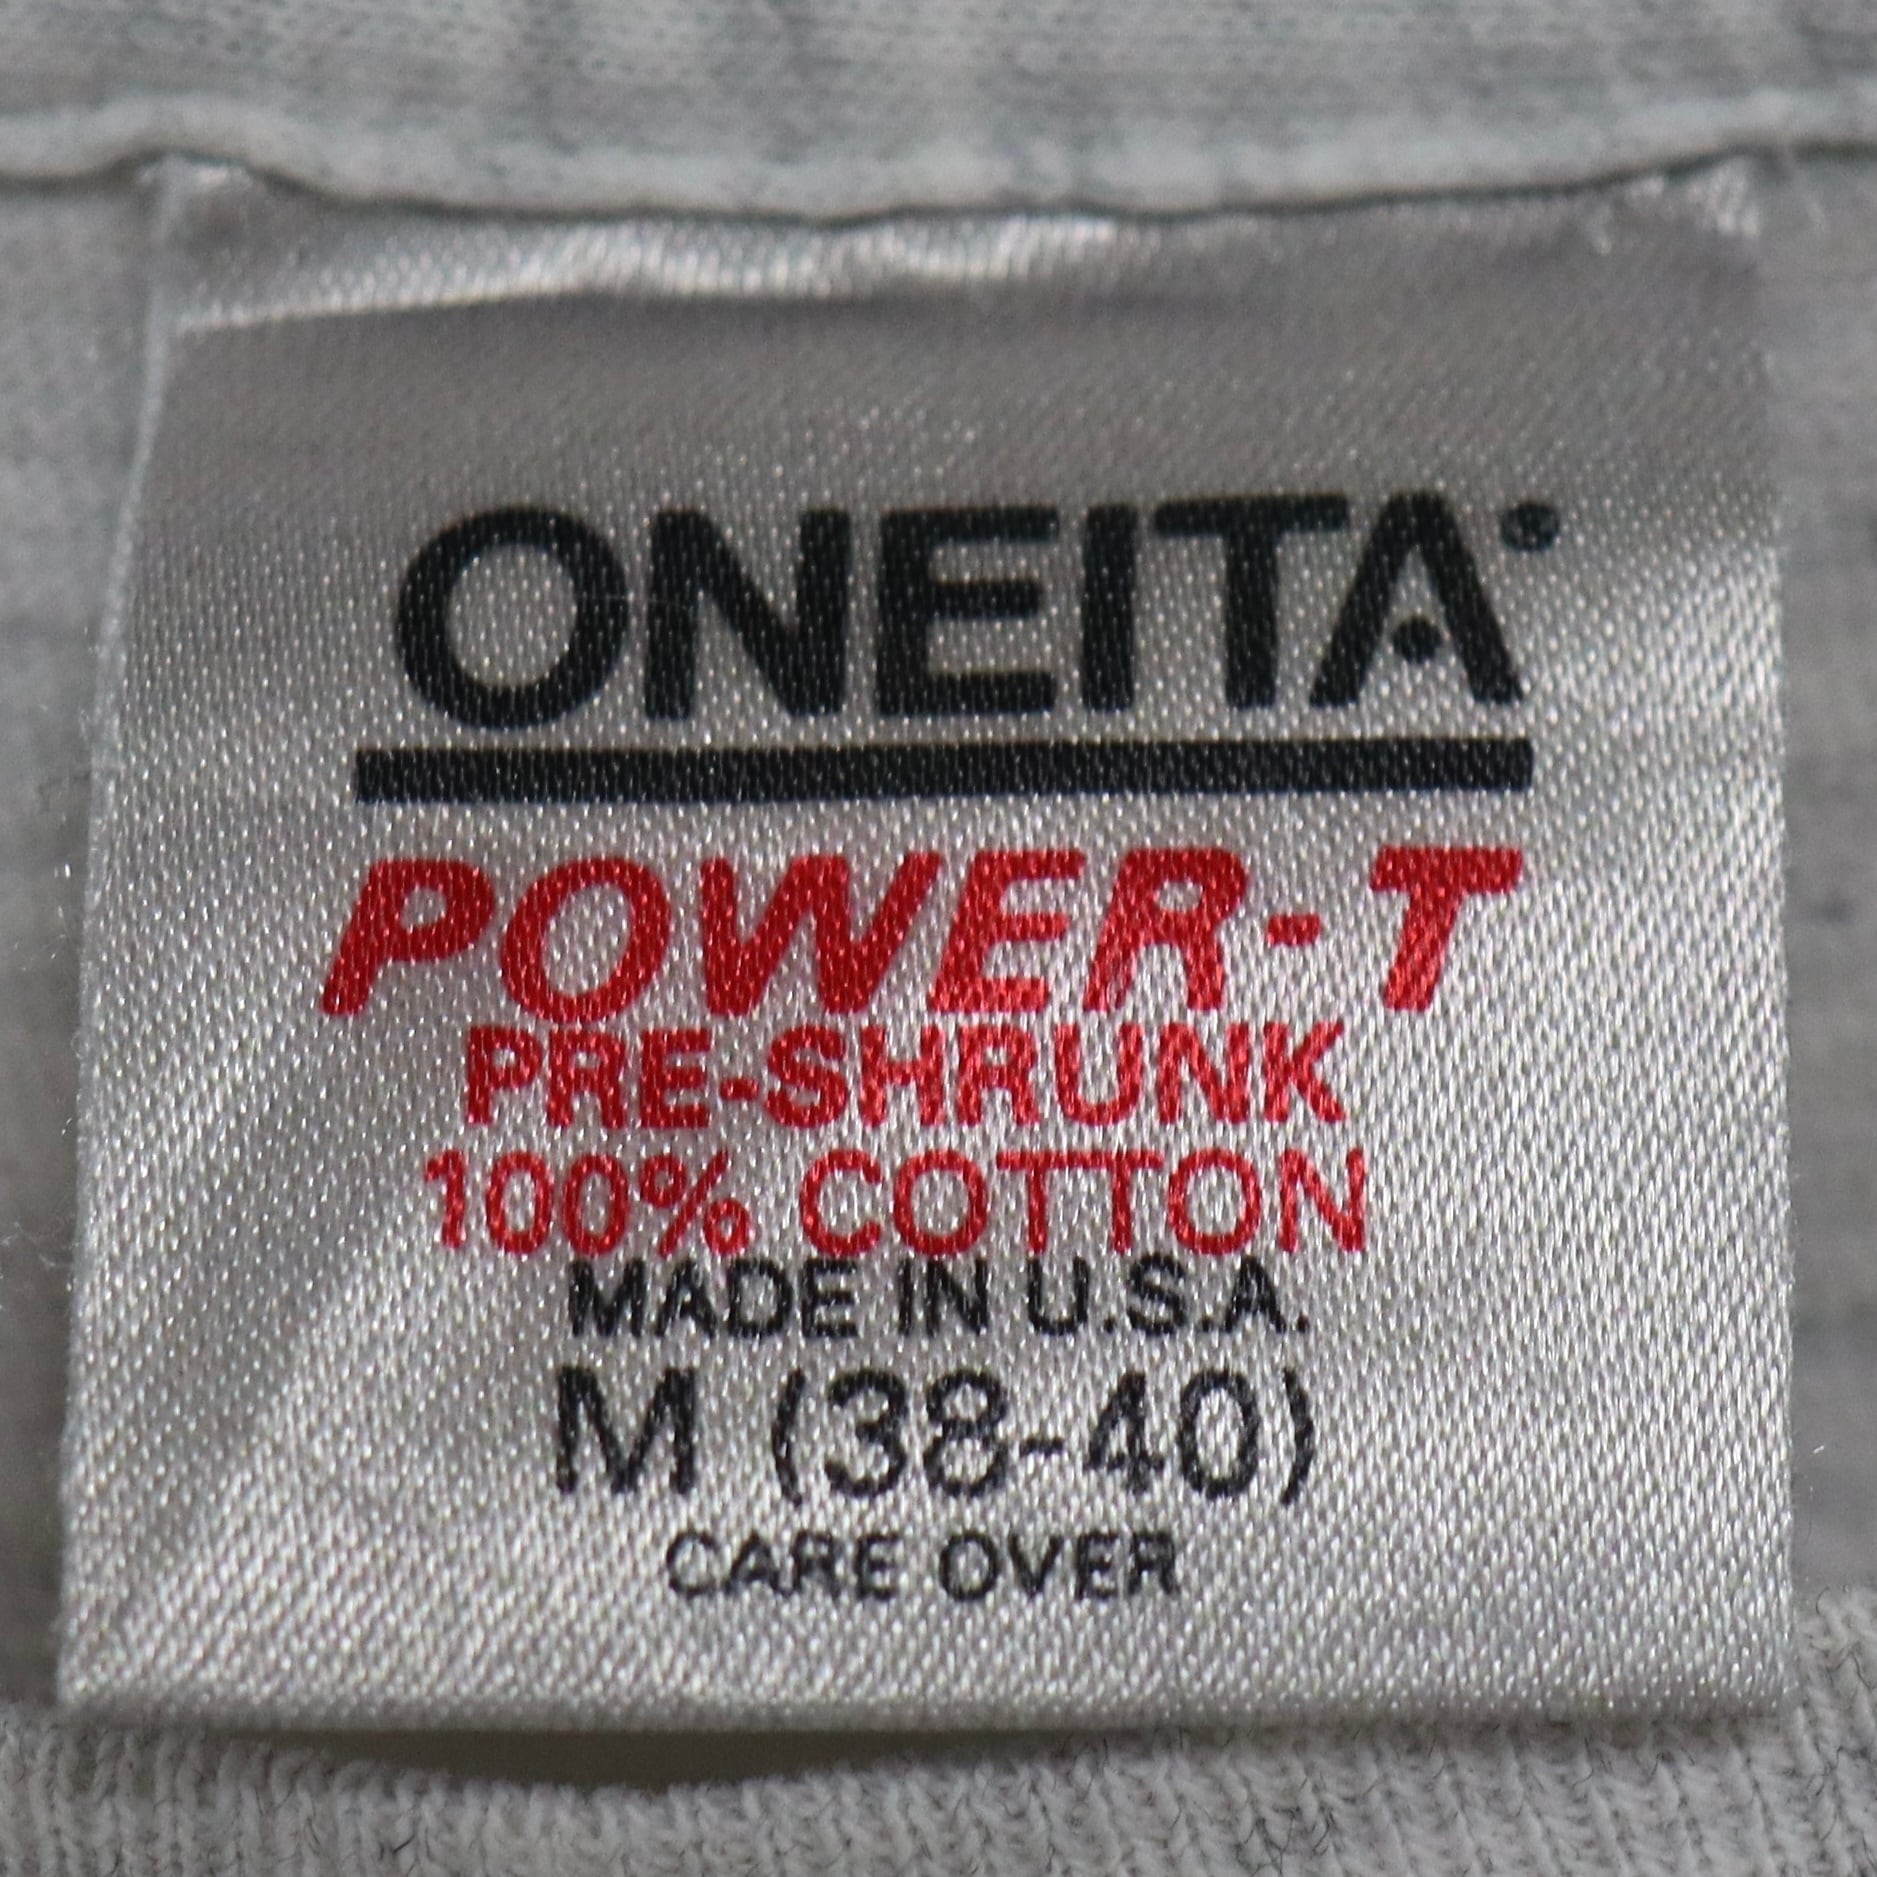 ONEITA®
POWER-T
PRE-SHRUNK
100% COTTON
MADE IN U.S.A.
M (38-40)
CARE OVER